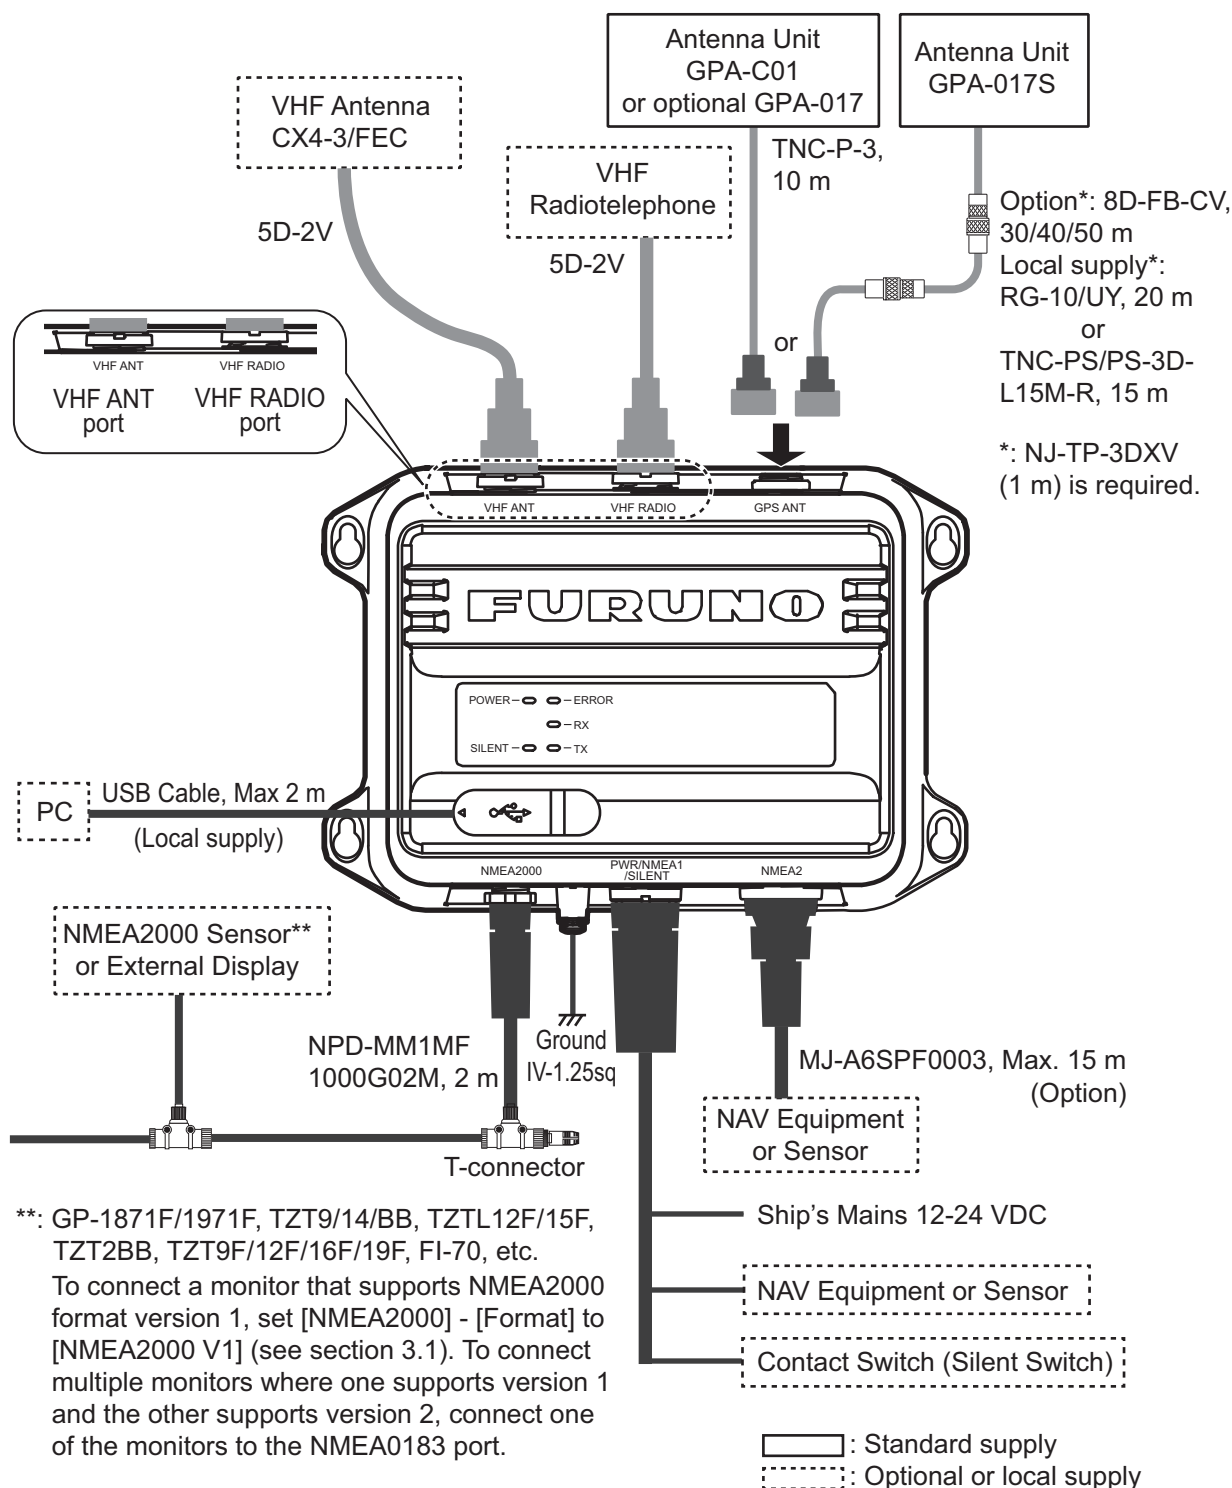 Antenna Unit
GPA-C01
or optional GPA-017
Antenna Unit
GPA-017S
VHF Antenna
CX4-3/FEC
VHF
Radiotelephone
TNC-P-3,
10 m
5D-2V
5D-2V
Option*: 8D-FB-CV,
30/40/50 m
Local supply*:
RG-10/UY, 20 m
or
TNC-PS/PS-3D-
L15M-R, 15 m
*: NJ-TP-3DXV
(1 m) is required.
or
VHF ANT
VHF RADIO
VHF ANT
port
VHF RADIO
port
VHF ANT
VHF RADIO
GPS ANT
FURUNO
POWER
ERROR
RX
SILENT
TX
PC
USB Cable, Max 2 m
(Local supply)
NMEA2000
PWR/NMEA1
/SILENT
NMEA2
NMEA2000 Sensor**
or External Display
NPD-MM1MF
1000G02M, 2 m
Ground
IV-1.25sq
MJ-A6SPF0003, Max. 15 m
(Option)
NAV Equipment
or Sensor
T-connector
Ship's Mains 12-24 VDC
NAV Equipment or Sensor
Contact Switch (Silent Switch)
**: GP-1871F/1971F, TZT9/14/BB, TZTL12F/15F,
TZT2BB, TZT9F/12F/16F/19F, FI-70, etc.
To connect a monitor that supports NMEA2000
format version 1, set [NMEA2000] - [Format] to
[NMEA2000 V1] (see section 3.1). To connect
multiple monitors where one supports version 1
and the other supports version 2, connect one
of the monitors to the NMEA0183 port.
: Standard supply
: Optional or local supply